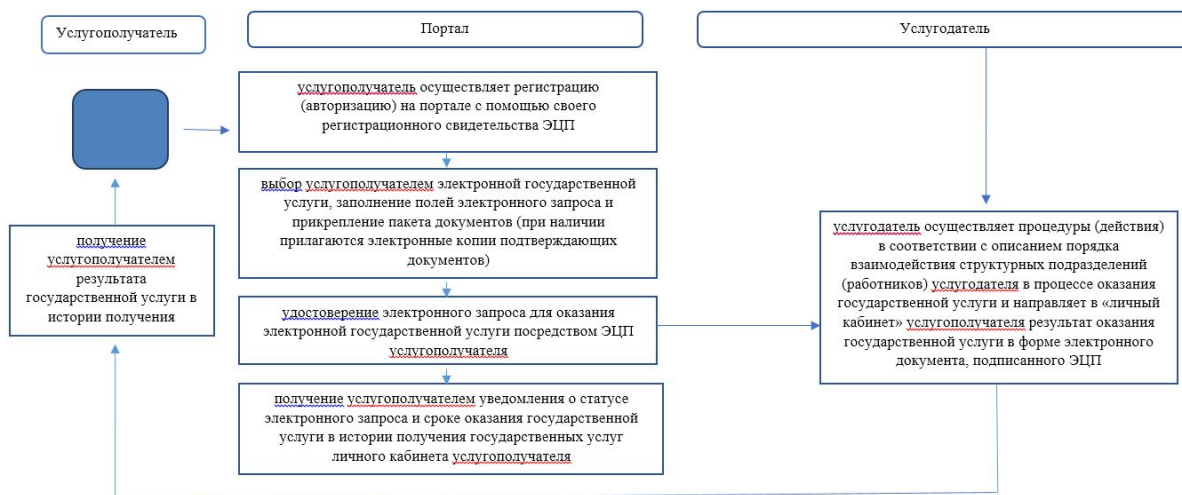 Услугополучатель
Портал
Услугодатель
услугополучатель осуществляет регистрацию
(авторизацию) на портале с помощью своего
регистрационного свидетельства ЭЦП
выбор услугополучателем электронной государственной
услуги, заполнение полей электронного запроса и
прикрепление пакета документов (при наличии
прилагаются электронные копии подтверждающих
документов)
удостоверение электронного запроса для оказания
электронной государственной услуги посредством ЭЦП
услугополучателя
получение услугополучателем уведомления о статусе
электронного запроса и сроке оказания государственной
услуги в истории получения государственных услуг
личного кабинета услугополучателя
услугодатель осуществляет процедуры (действия)
в соответствии с описанием порядка
взаимодействия структурных подразделений
(работников) услугодателя в процессе оказания
государственной услуги и направляет в «личный
кабинет» услугополучателя результат оказания
государственной услуги в форме электронного
документа, подписанного ЭЦП
получение
услугополучателем
результата
государственной услуги в
истории получения